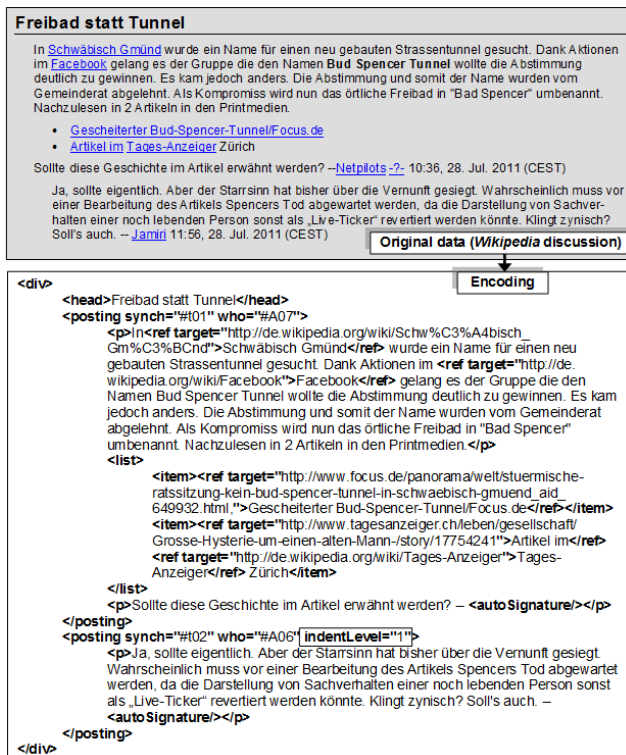 Freibad statt Tunnel
In Schwäbisch Gmünd wurde ein Name für einen neu gebauten Strassentunnel gesucht. Dank Aktionen
im Facebook gelang es der Gruppe die den Namen Bud Spencer Tunnel wollte die Abstimmung
deutlich zu gewinnen. Es kam jedoch anders. Die Abstimmung und somit der Name wurden vom
Gemeinderat abgelehnt. Als Kompromiss wird nun das örtliche Freibad in "Bad Spencer" umbenannt.
Nachzulesen in 2 Artikeln in den Printmedien.
• Gescheiterter Bud-Spencer-Tunnel/Focus.de
• Artikel im Tages-Anzeiger Zürich
Sollte diese Geschichte im Artikel erwähnt werden? --Netpilots -?- 10:36, 28. Jul. 2011 (CEST)
Ja, sollte eigentlich. Aber der Starrsinn hat bisher über die Vernunft gesiegt. Wahrscheinlich muss vor
einer Bearbeitung des Artikels Spencers Tod abgewartet werden, da die Darstellung von Sachver-
halten einer noch lebenden Person sonst als „Live-Ticker“ revertiert werden könnte. Klingt zynisch?
Soll's auch. -- Jamiri 11:56, 28. Jul. 2011 (CEST)
Original data (Wikipedia discussion)
Encoding
<div>
<head>Freibad statt Tunnel</head>
<posting synch="#t01" who="#A07">
<p>In<ref target="http://de.wikipedia.org/wiki/Schw%C3%A4bisch_
Gm%C3%BCnd">Schwäbisch Gmünd</ref> wurde ein Name für einen neu
gebauten Strassentunnel gesucht. Dank Aktionen im <ref target="http://de.
wikipedia.org/wiki/Facebook">Facebook</ref> gelang es der Gruppe die den
Namen Bud Spencer Tunnel wollte die Abstimmung deutlich zu gewinnen. Es kam
jedoch anders. Die Abstimmung und somit der Name wurden vom Gemeinderat
abgelehnt. Als Kompromiss wird nun das örtliche Freibad in "Bad Spencer"
umbenannt. Nachzulesen in 2 Artikeln in den Printmedien.</p>
<list>
<item><ref target="http://www.focus.de/panorama/welt/stuermische-
ratssitzung-kein-bud-spencer-tunnel-in-schwaebisch-gmuend_aid_
649932.html,">Gescheiterter Bud-Spencer-Tunnel/Focus.de</ref></item>
<item><ref target="http://www.tagesanzeiger.ch/leben/gesellschaft/
Grosse-Hysterie-um-einen-alten-Mann-/story/17754241">Artikel im</ref>
<ref target="http://de.wikipedia.org/wiki/Tages-Anzeiger">Tages-
Anzeiger</ref> Zürich</item>
</list>
<p>Sollte diese Geschichte im Artikel erwähnt werden? – <autoSignature/></p>
</posting>
<posting synch="#t02" who="#A06" indentLevel="1">
<p>Ja, sollte eigentlich. Aber der Starrsinn hat bisher über die Vernunft gesiegt.
Wahrscheinlich muss vor einer Bearbeitung des Artikels Spencers Tod abgewartet
werden, da die Darstellung von Sachverhalten einer noch lebenden Person sonst
als „Live-Ticker“ revertiert werden könnte. Klingt zynisch? Soll's auch. –
<autoSignature/></p>
</posting>
</div>